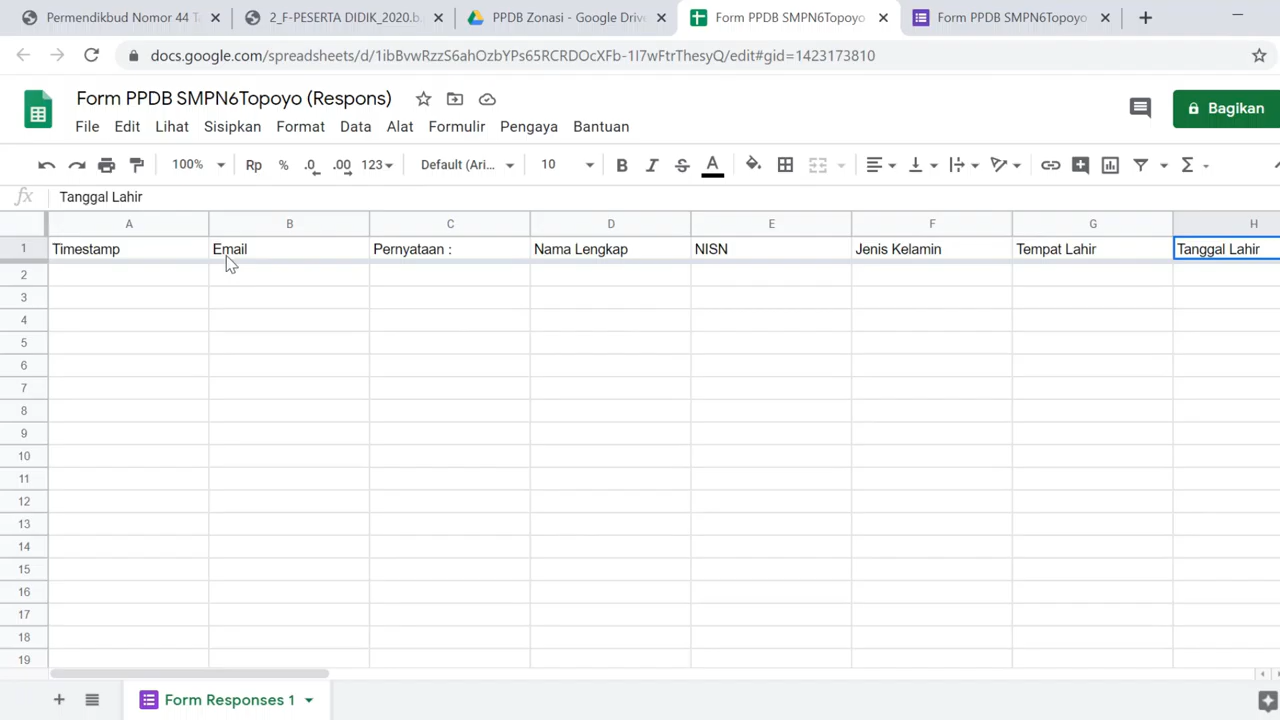 Permendikbud Nomor 44 T
2_F-PESERTA DIDIK_2020.b
PPDB Zonasi - Google Drive
Form PPDB SMPN6Topoyo
Form PPDB SMPN6Topoyo
docs.google.com/spreadsheets/d/1ibBvwRzzS6ahOzbYPs65RCRDOcXFb-1I7wFtrThesyQ/edit#gid=1423173810
Form PPDB SMPN6Topoyo (Respons)
Bagikan
File Edit Lihat Sisipkan Format Data Alat Formulir Pengaya Bantuan
100% Rp % .0 .00 123 Default (Ari... 10 B I S A Σ
fx Tanggal Lahir
A B C D E F G H
1 Timestamp Email Pernyataan : Nama Lengkap NISN Jenis Kelamin Tempat Lahir Tanggal Lahir
2
3
4
5
6
7
8
9
10
11
12
13
14
15
16
17
18
19
Form Responses 1